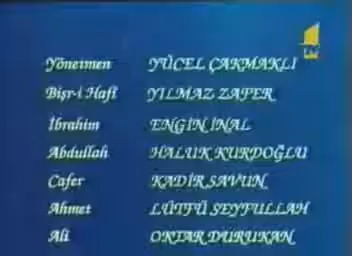 Yönetmen YÜCEL ÇAKMAKLI
Bişr-i Hafi YILMAZ ZAFER
İbrahim ENGİN İNAL
Abdullah HALUK KURDOĞLU
Cafer KADİR SAVUN
Ahmet LÜTFÜ SEYFULLAH
Ali OKTAR DURUKAN